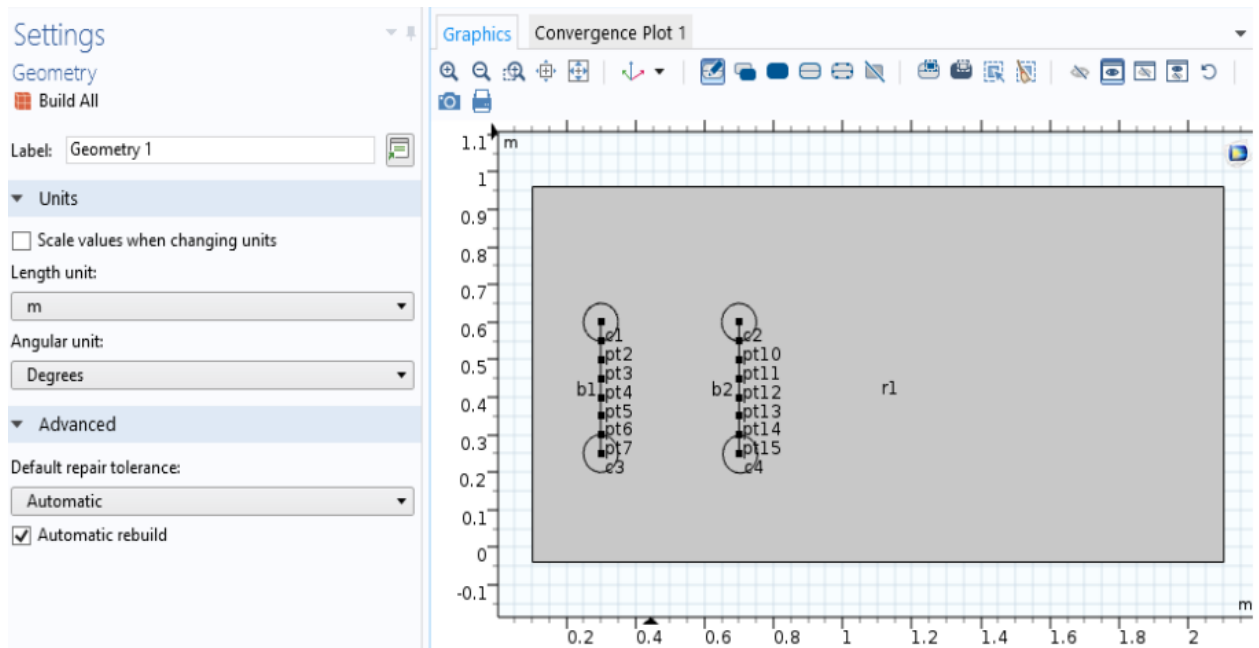 Settings
Geometry
Build All
Label: Geometry 1
Units
Scale values when changing units
Length unit:
m
Angular unit:
Degrees
Advanced
Default repair tolerance:
Automatic
Automatic rebuild
Graphics Convergence Plot 1
1.1 m
1
0.9
0.8
0.7
0.6
c1 c2
pt2 pt10
0.5
pt3 pt11
b1 pt4 b2 pt12 r1
0.4
pt5 pt13
pt6 pt14
0.3
pt7 pt15
c3 c4
0.2
0.1
0
-0.1
m
0.2 0.4 0.6 0.8 1 1.2 1.4 1.6 1.8 2